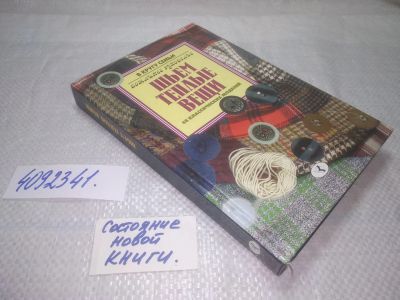 В КРУГУ СЕМЬИ
ШЬЕМ
ТЕПЛЫЕ
ВЕЩИ
4092341.
Состояние
новой
книги.